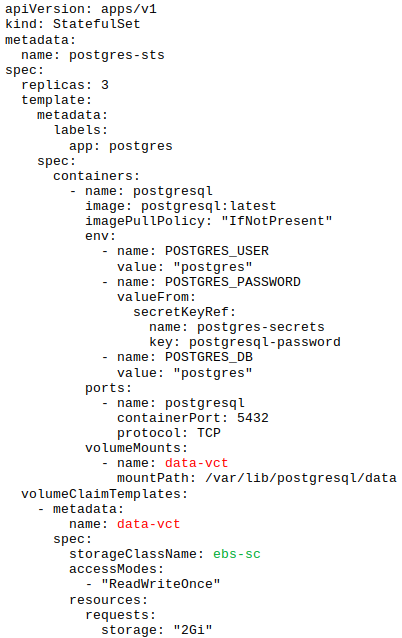 apiVersion: apps/v1
kind: StatefulSet
metadata:
  name: postgres-sts
spec:
  replicas: 3
  template:
    metadata:
      labels:
        app: postgres
    spec:
      containers:
        - name: postgresql
          image: postgresql:latest
          imagePullPolicy: "IfNotPresent"
          env:
            - name: POSTGRES_USER
              value: "postgres"
            - name: POSTGRES_PASSWORD
              valueFrom:
                secretKeyRef:
                  name: postgres-secrets
                  key: postgresql-password
            - name: POSTGRES_DB
              value: "postgres"
          ports:
            - name: postgresql
              containerPort: 5432
              protocol: TCP
          volumeMounts:
            - name: data-vct
              mountPath: /var/lib/postgresql/data
  volumeClaimTemplates:
    - metadata:
        name: data-vct
      spec:
        storageClassName: ebs-sc
        accessModes:
          - "ReadWriteOnce"
        resources:
          requests:
            storage: "2Gi"